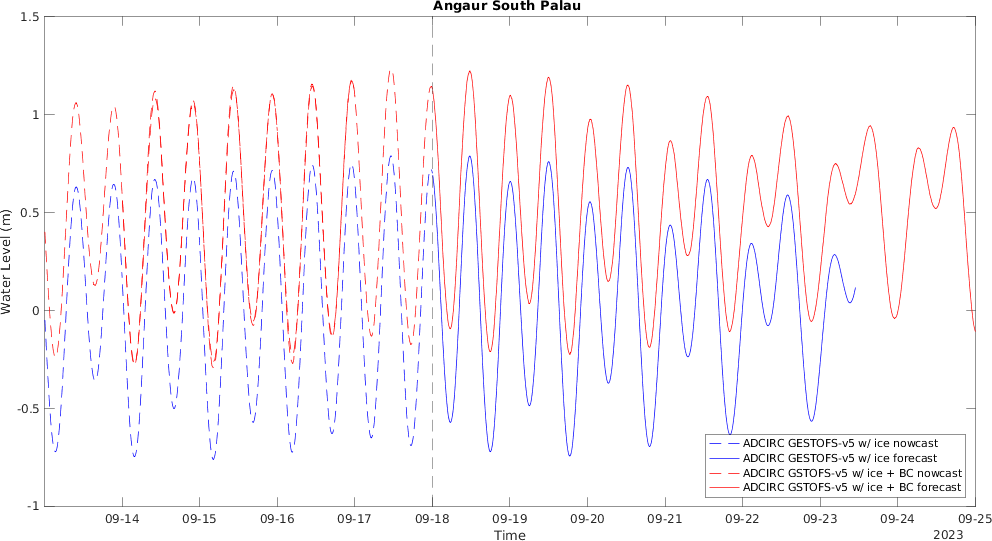 Angaur South Palau
1.5
1
0.5
0
-0.5
-1
Water Level (m)
ADCIRC GESTOFS-v5 w/ ice nowcast
ADCIRC GESTOFS-v5 w/ ice forecast
ADCIRC GSTOFS-v5 w/ ice + BC nowcast
ADCIRC GSTOFS-v5 w/ ice + BC forecast
09-14 09-15 09-16 09-17 09-18 09-19 09-20 09-21 09-22 09-23 09-24 09-25
Time
2023